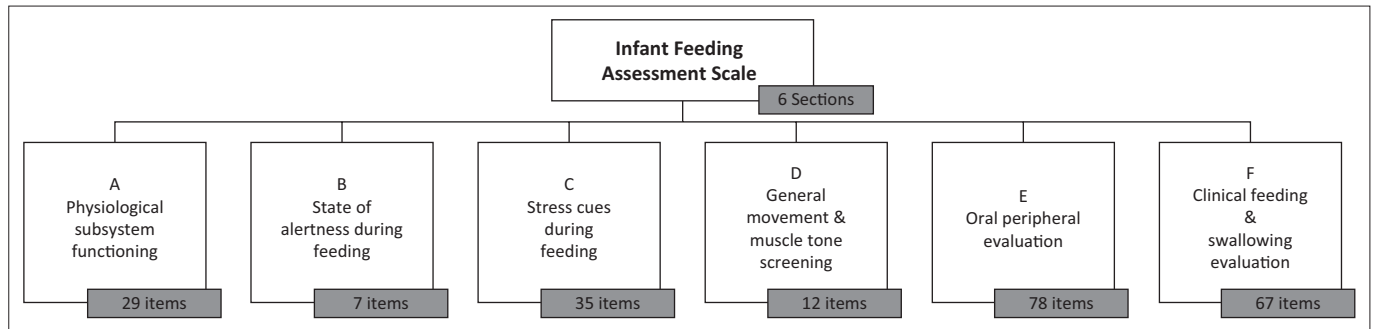 Infant Feeding
Assessment Scale
6 Sections
A
Physiological
subsystem
functioning
29 items
B
State of
alertness during
feeding
7 items
C
Stress cues
during
feeding
35 items
D
General
movement &
muscle tone
screening
12 items
E
Oral peripheral
evaluation
78 items
F
Clinical feeding
&
swallowing
evaluation
67 items